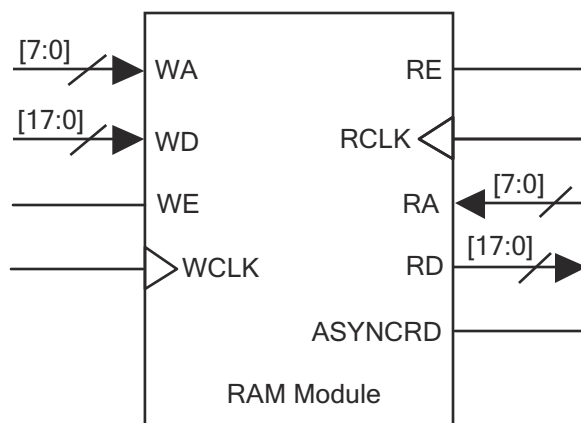 [7:0] WA RE
[17:0] WD RCLK
WE RA [7:0]
WCLK RD [17:0]
ASYNCRD
RAM Module